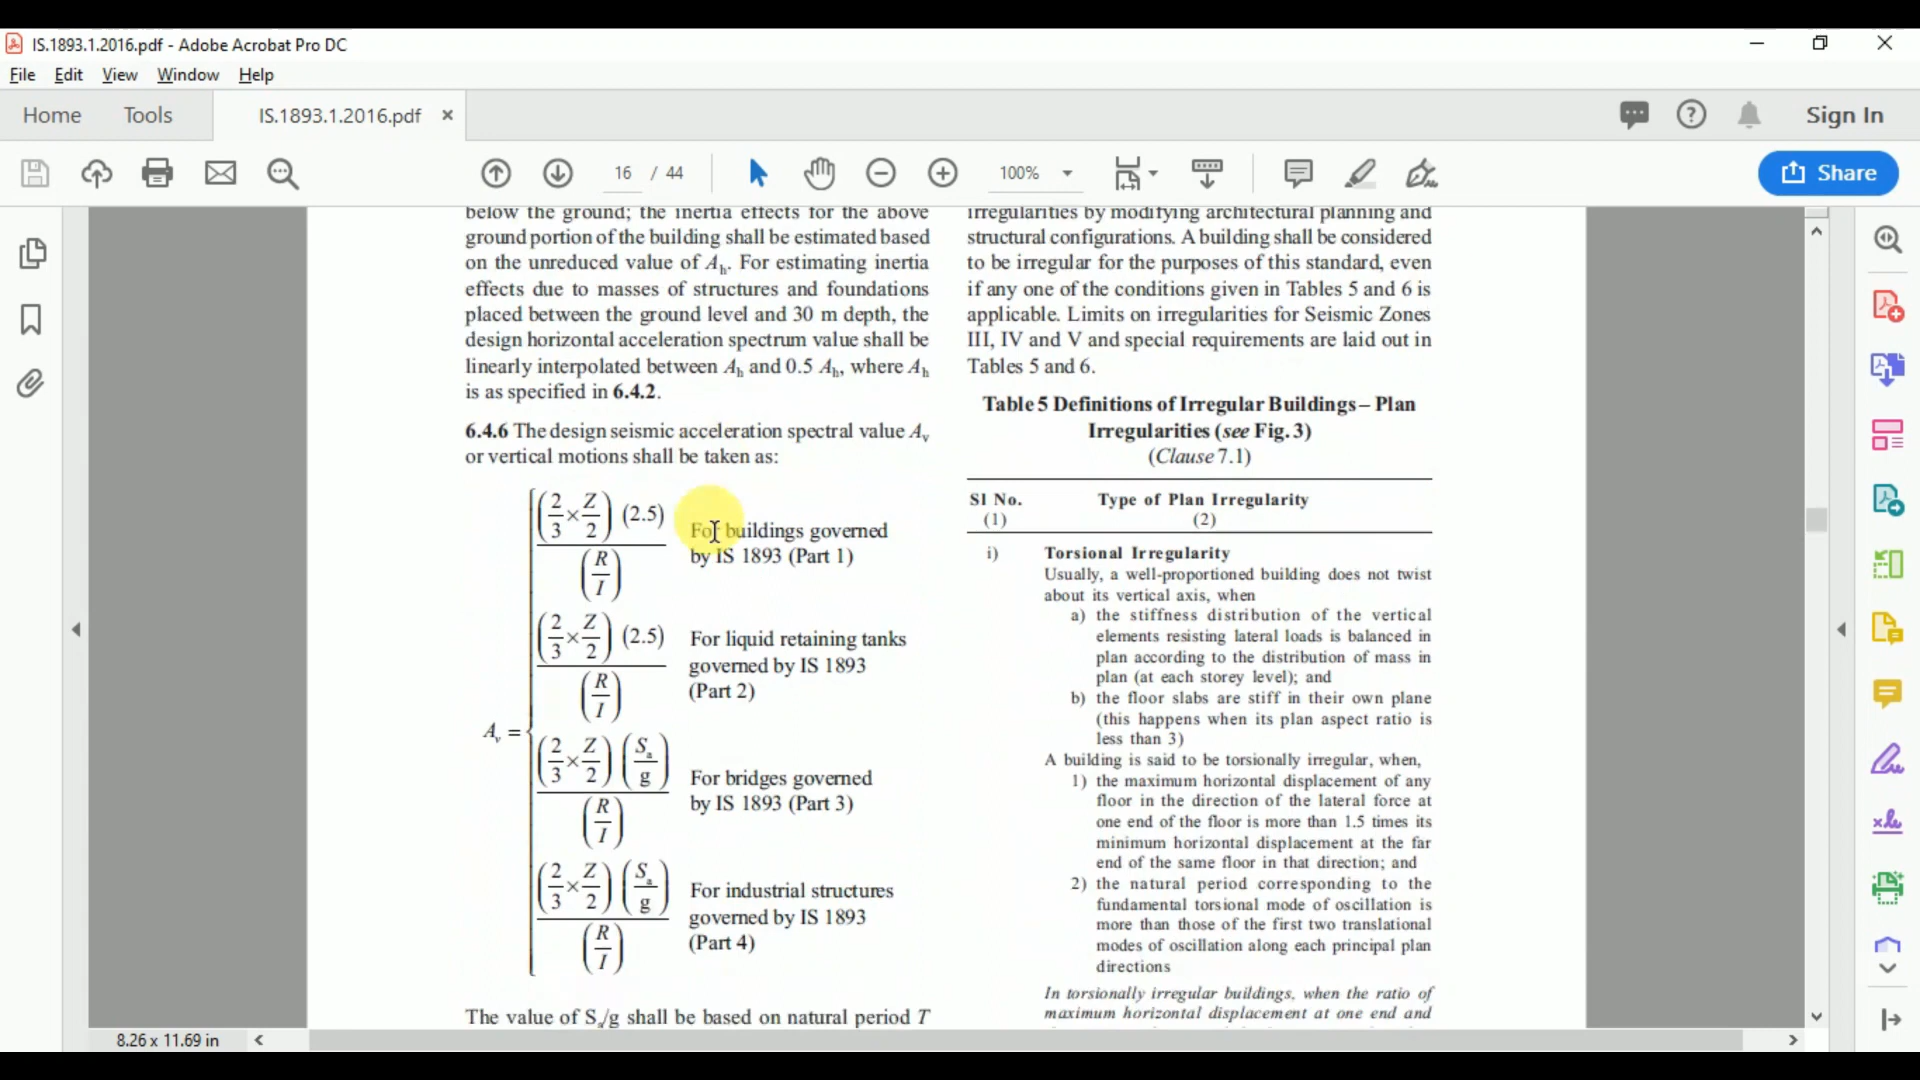 IS.1893.1.2016.pdf - Adobe Acrobat Pro DC
File Edit View Window Help
Home Tools IS.1893.1.2016.pdf × Sign In
16 / 44 100% Share
below the ground; the inertia effects for the above
ground portion of the building shall be estimated based
on the unreduced value of Aₕ. For estimating inertia
effects due to masses of structures and foundations
placed between the ground level and 30 m depth, the
design horizontal acceleration spectrum value shall be
linearly interpolated between Aₕ and 0.5 Aₕ, where Aₕ
is as specified in 6.4.2.
6.4.6 The design seismic acceleration spectral value Aᵥ
or vertical motions shall be taken as:
Aᵥ =
(2/3 × Z/2) (2.5) / (R/I) For buildings governed
by IS 1893 (Part 1)
(2/3 × Z/2) (2.5) / (R/I) For liquid retaining tanks
governed by IS 1893
(Part 2)
(2/3 × Z/2) (Sₐ/g) / (R/I) For bridges governed
by IS 1893 (Part 3)
(2/3 × Z/2) (Sₐ/g) / (R/I) For industrial structures
governed by IS 1893
(Part 4)
The value of Sₐ/g shall be based on natural period T
irregularities by modifying architectural planning and
structural configurations. A building shall be considered
to be irregular for the purposes of this standard, even
if any one of the conditions given in Tables 5 and 6 is
applicable. Limits on irregularities for Seismic Zones
III, IV and V and special requirements are laid out in
Tables 5 and 6.
Table 5 Definitions of Irregular Buildings – Plan
Irregularities (see Fig. 3)
(Clause 7.1)
Sl No. Type of Plan Irregularity
(1) (2)
i) Torsional Irregularity
Usually, a well-proportioned building does not twist
about its vertical axis, when
a) the stiffness distribution of the vertical
elements resisting lateral loads is balanced in
plan according to the distribution of mass in
plan (at each storey level); and
b) the floor slabs are stiff in their own plane
(this happens when its plan aspect ratio is
less than 3)
A building is said to be torsionally irregular, when,
1) the maximum horizontal displacement of any
floor in the direction of the lateral force at
one end of the floor is more than 1.5 times its
minimum horizontal displacement at the far
end of the same floor in that direction; and
2) the natural period corresponding to the
fundamental torsional mode of oscillation is
more than those of the first two translational
modes of oscillation along each principal plan
directions
In torsionally irregular buildings, when the ratio of
maximum horizontal displacement at one end and
8.26 x 11.69 in